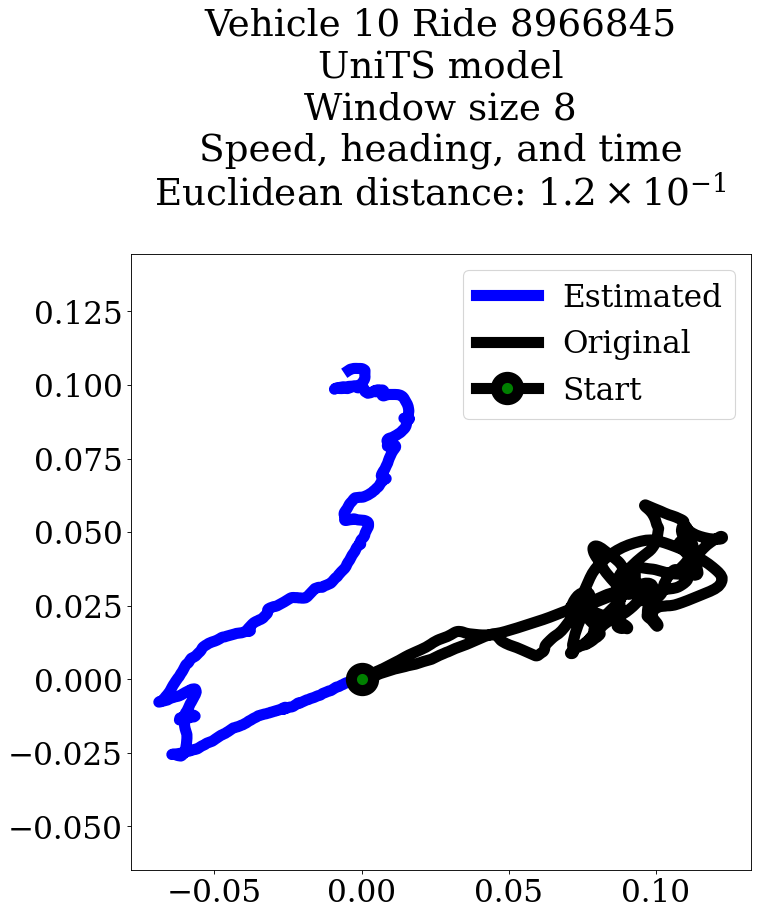 Vehicle 10 Ride 8966845
UniTS model
Window size 8
Speed, heading, and time
Euclidean distance: 1.2 × 10⁻¹
Estimated
Original
Start
0.125
0.100
0.075
0.050
0.025
0.000
−0.025
−0.050
−0.05 0.00 0.05 0.10